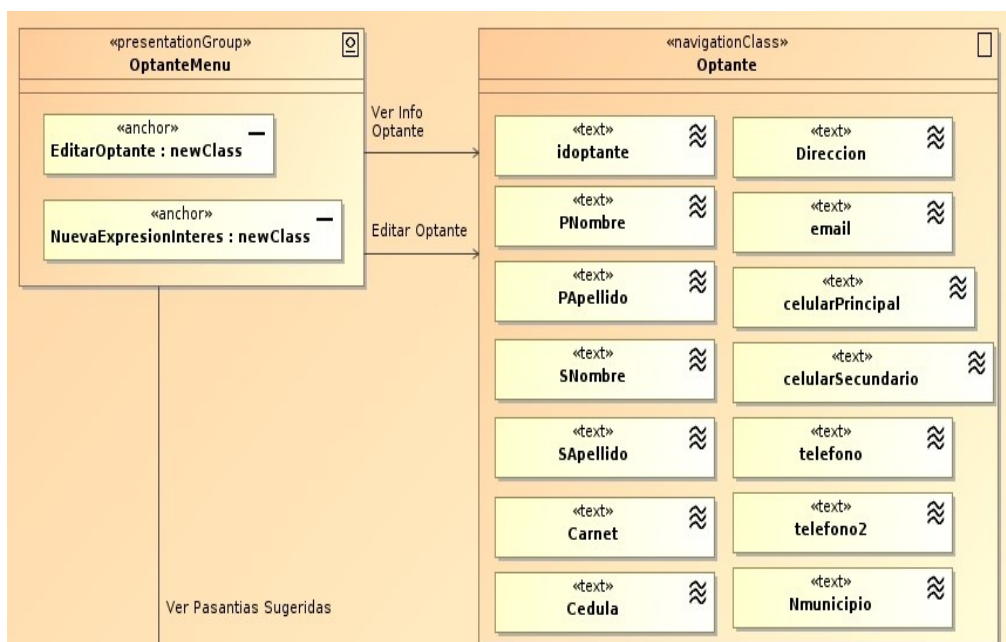 «presentationGroup»
OptanteMenu
«anchor»
EditarOptante : newClass
«anchor»
NuevaExpresionInteres : newClass
Ver Info
Optante
Editar Optante
Ver Pasantias Sugeridas
«navigationClass»
Optante
«text»
idoptante
«text»
PNombre
«text»
PApellido
«text»
SNombre
«text»
SApellido
«text»
Carnet
«text»
Cedula
«text»
Direccion
«text»
email
«text»
celularPrincipal
«text»
celularSecundario
«text»
telefono
«text»
telefono2
«text»
Nmunicipio